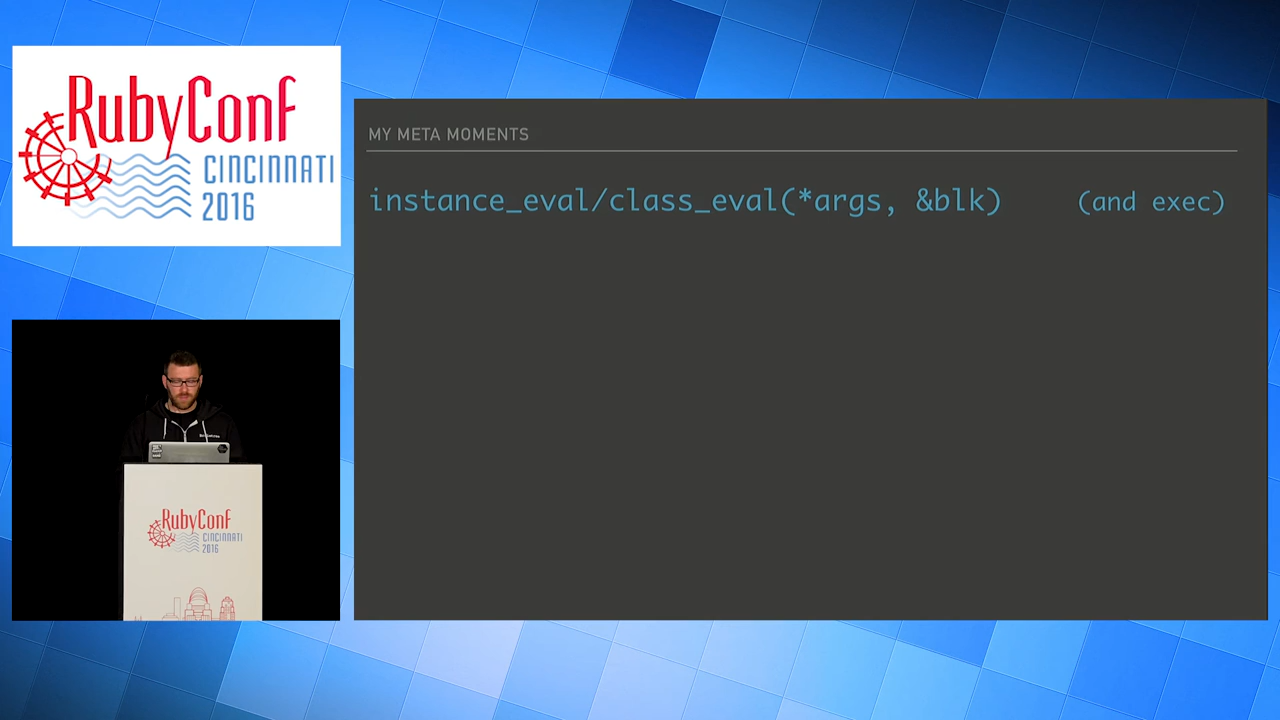 RubyConf
CINCINNATI
2016
MY META MOMENTS
instance_eval/class_eval(*args, &blk) (and exec)
RubyConf
CINCINNATI
2016